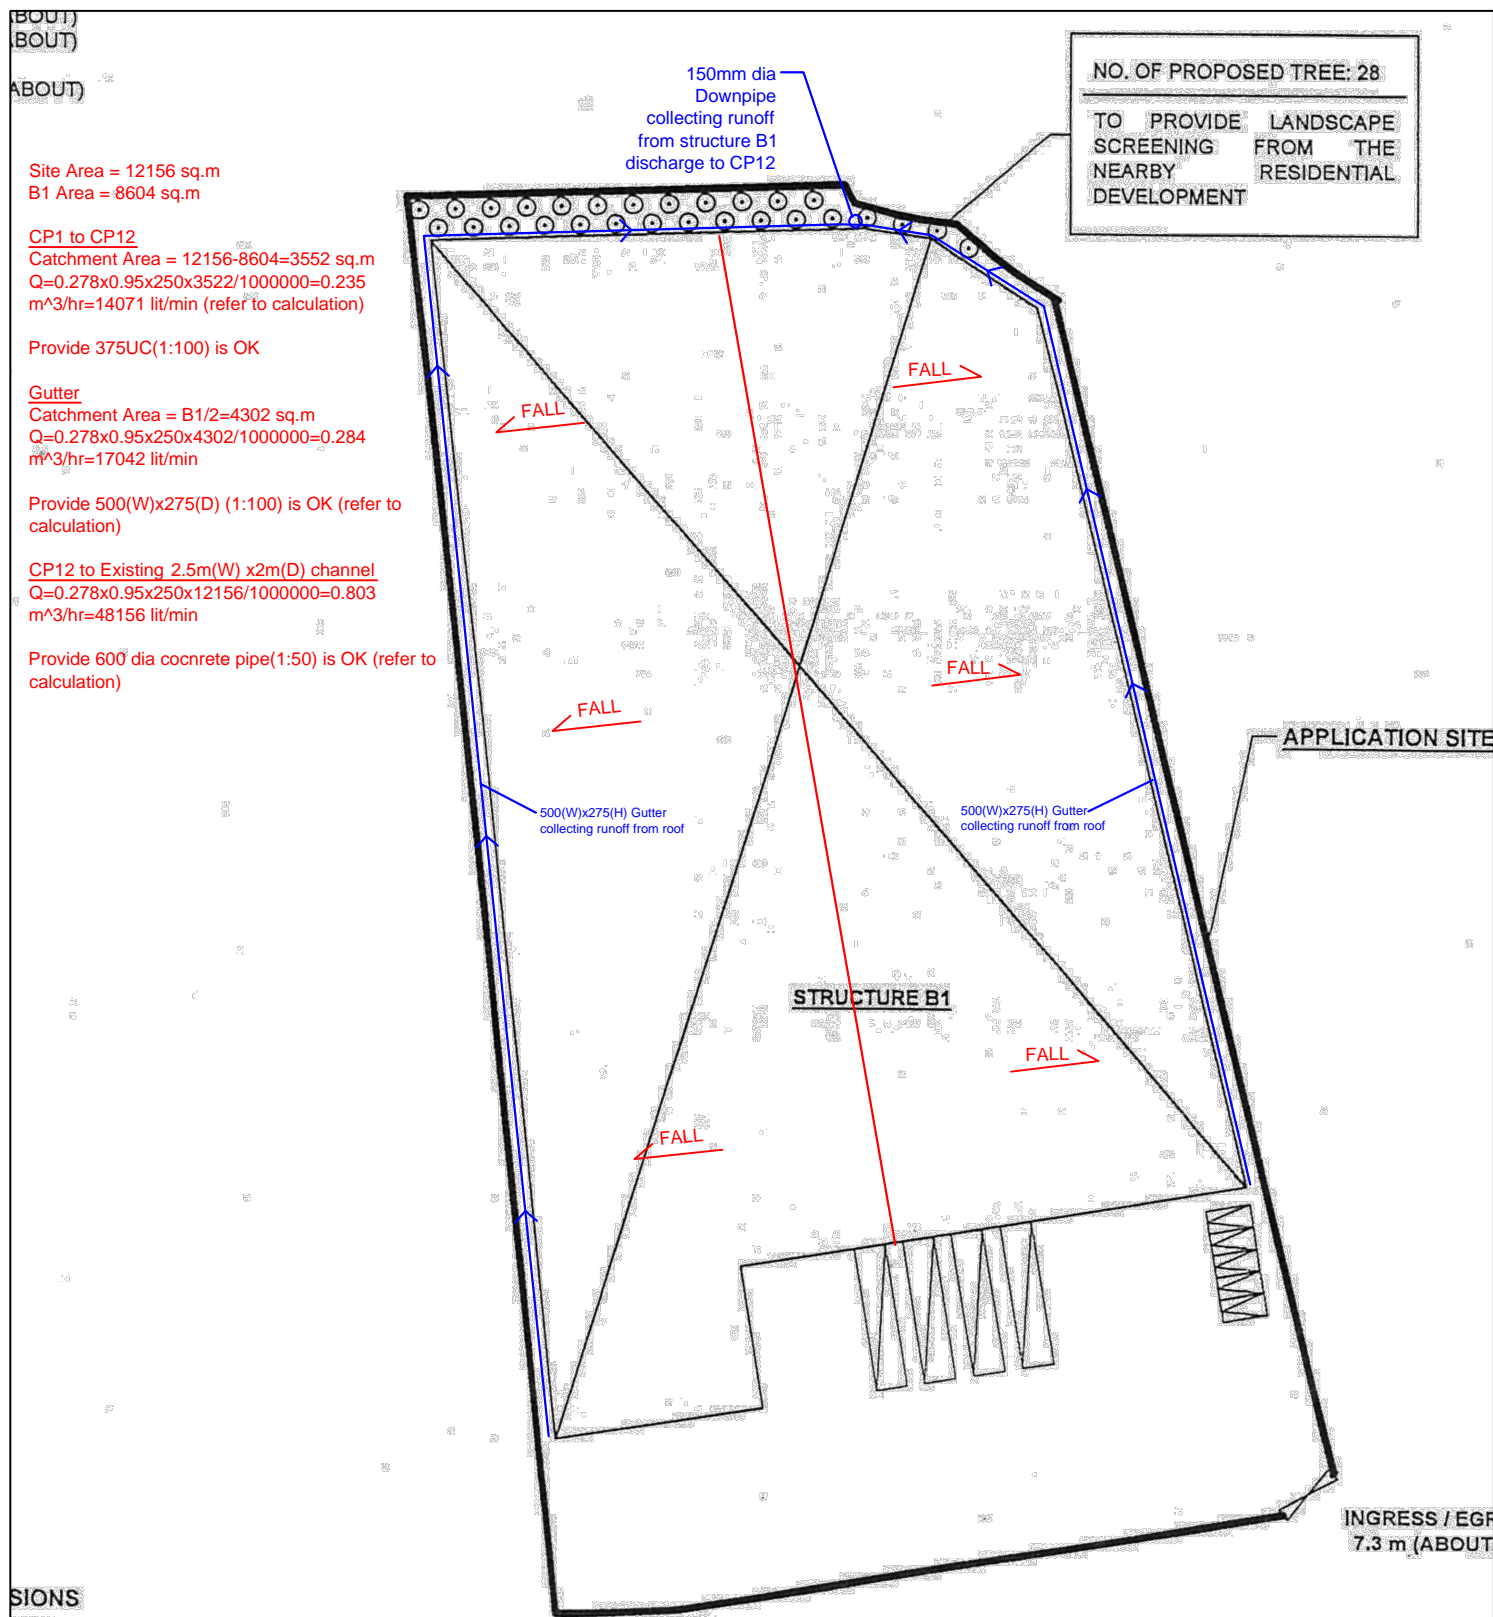 ABOUT)
ABOUT)
ABOUT)
150mm dia
Downpipe
collecting runoff
from structure B1
discharge to CP12
NO. OF PROPOSED TREE: 28
TO PROVIDE LANDSCAPE
SCREENING FROM THE
NEARBY RESIDENTIAL
DEVELOPMENT
Site Area = 12156 sq.m
B1 Area = 8604 sq.m
CP1 to CP12
Catchment Area = 12156-8604=3552 sq.m
Q=0.278x0.95x250x3522/1000000=0.235
m^3/hr=14071 lit/min (refer to calculation)
Provide 375UC(1:100) is OK
Gutter
Catchment Area = B1/2=4302 sq.m
Q=0.278x0.95x250x4302/1000000=0.284
m^3/hr=17042 lit/min
Provide 500(W)x275(D) (1:100) is OK (refer to
calculation)
CP12 to Existing 2.5m(W) x2m(D) channel
Q=0.278x0.95x250x12156/1000000=0.803
m^3/hr=48156 lit/min
Provide 600 dia cocnrete pipe(1:50) is OK (refer to
calculation)
FALL
FALL
FALL
FALL
APPLICATION SITE
500(W)x275(H) Gutter
collecting runoff from roof
500(W)x275(H) Gutter
collecting runoff from roof
STRUCTURE B1
FALL
FALL
INGRESS / EGR
7.3 m (ABOUT
SIONS